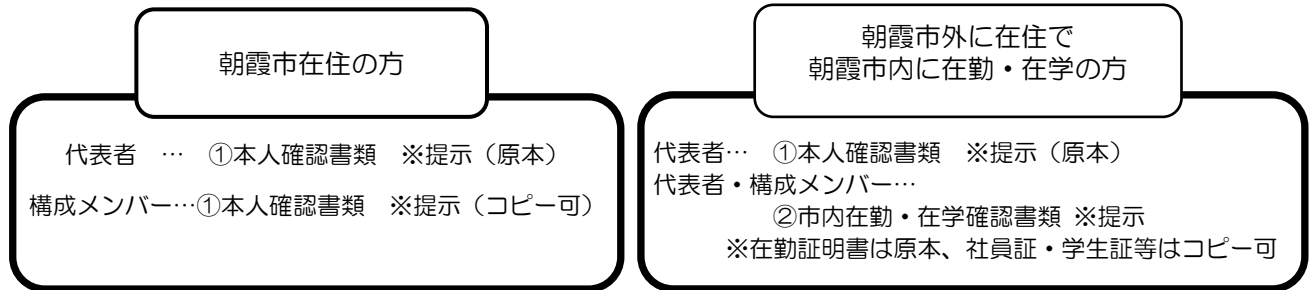 朝霞市在住の方
代表者　…　①本人確認書類　※提示（原本）
構成メンバー…①本人確認書類　※提示（コピー可）
朝霞市外に在住で
朝霞市内に在勤・在学の方
代表者…　①本人確認書類　※提示（原本）
代表者・構成メンバー…
②市内在勤・在学確認書類 ※提示
※在勤証明書は原本、社員証・学生証等はコピー可